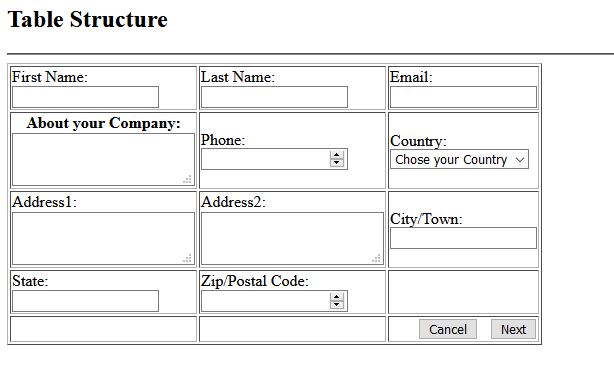 Table Structure
First Name:
Last Name:
Email:
About your Company:
Phone:
Country:
Chose your Country
Address1:
Address2:
City/Town:
State:
Zip/Postal Code:
Cancel
Next